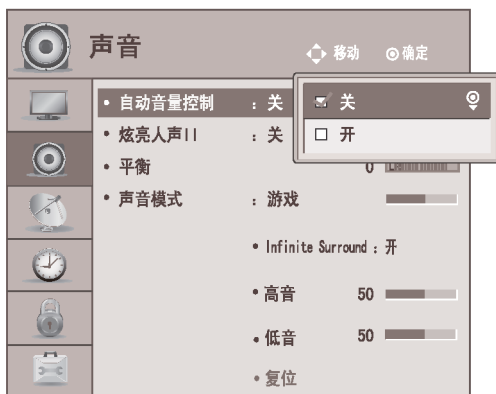 声音
移动 确定
• 自动音量控制 : 关
关
开
• 炫亮人声II : 关
• 平衡 0
• 声音模式 : 游戏
• Infinite Surround : 开
• 高音 50
• 低音 50
• 复位